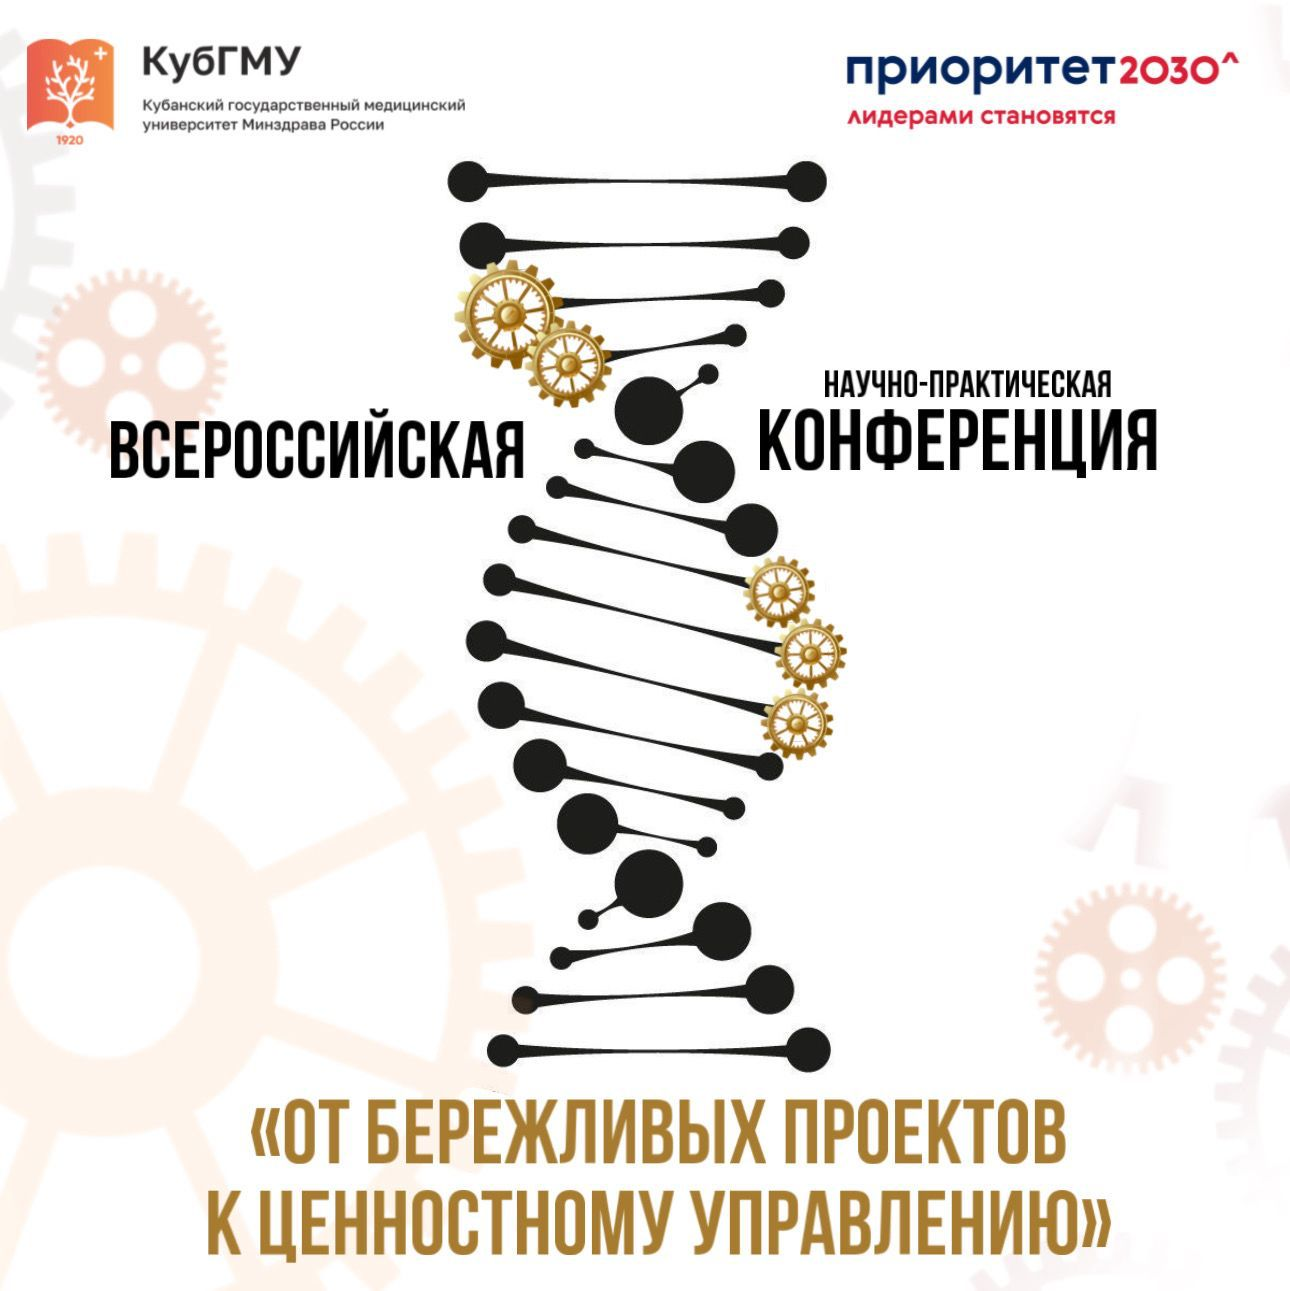 КубГМУ
Кубанский государственный медицинский
университет Минздрава России
1920
приоритет2030^
лидерами становятся
ВСЕРОССИЙСКАЯ
НАУЧНО-ПРАКТИЧЕСКАЯ
КОНФЕРЕНЦИЯ
«ОТ БЕРЕЖЛИВЫХ ПРОЕКТОВ
К ЦЕННОСТНОМУ УПРАВЛЕНИЮ»